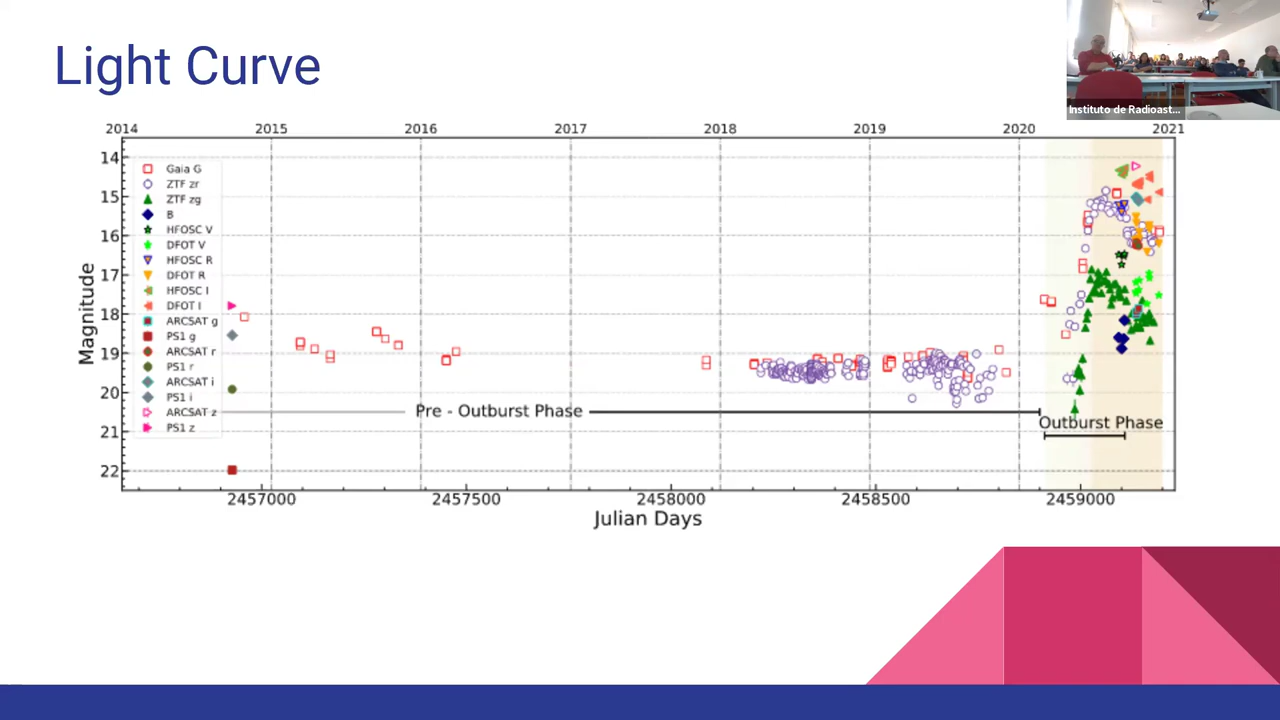 Light Curve
Instituto de Radioast...
2014 2015 2016 2017 2018 2019 2020 2021
14
15
16
17
18
19
20
21
22
Magnitude
Gaia G
ZTF zr
ZTF zg
B
HFOSC V
DFOT V
HFOSC R
DFOT R
HFOSC I
DFOT I
ARCSAT g
PS1 g
ARCSAT r
PS1 r
ARCSAT i
PS1 i
ARCSAT z
PS1 z
Pre - Outburst Phase
Outburst Phase
2457000 2457500 2458000 2458500 2459000
Julian Days